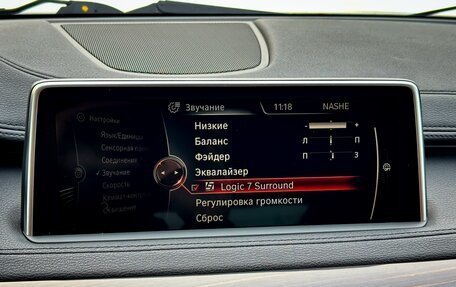 Звучание 11:18 NASHE
Настройки
Язык/Единицы
Сенсорная
Соединения
✓ Звучание
Скорость
Низкие - +
Баланс Л П
Фэйдер П З
Эквалайзер
Logic 7 Surround
Регулировка громкости
Сброс